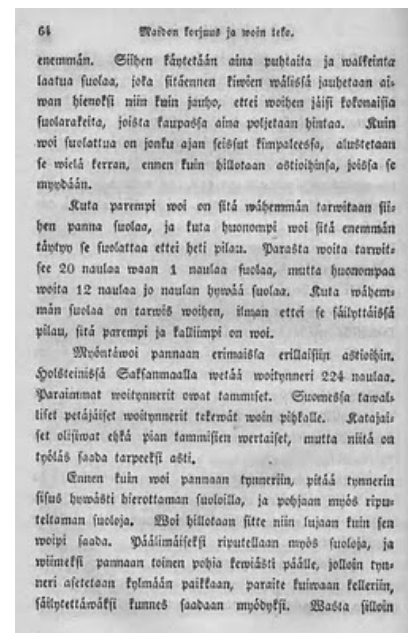 64 Maidon korjuus ja woin teko.
enemmän. Siihen käytetään aina puhtaita ja walkeinta
laatua suolaa, joka sitäennen kiwien wälissä jauhetaan ai-
wan hienoksi niin kuin jauho, ettei woihen jäisi kokonaisia
suolarakeita, joista kaupassa aina poljetaan hintaa. Kuin
woi suolattua on jonku ajan seissut kimpaleessa, alustetaan
se wielä kerran, ennen kuin hillotaan astioihinsa, joissa se
myydään.
Kuta parempi woi on sitä wähemmän tarwitaan sii-
hen panna suolaa, ja kuta huonompi woi sitä enemmän
täytyy se suolattaa ettei heti pilau. Parasta woita tarwit-
see 20 naulaa waan 1 naulaa suolaa, mutta huonompaa
woita 12 naulaa jo naulan hywää suolaa. Kuta wähem-
män suolaa on tarwis woihen, ilman ettei se säilyttäissä
pilau, sitä parempi ja kalliimpi on woi.
Myöntäwoi pannaan erimaissa erillaisiin astioihin.
Holsteinissä Saksanmaalla wetää woitynneri 224 naulaa.
Paraimmat woitynnerit owat tammiset. Suomessa tawal-
liset petäjäiset woitynnerit tekewät woin pihkalle. Katajai-
set olisiwat ehkä pian tammisien wertaiset, mutta niitä on
työläs saada tarpeeksi asti.
Ennen kuin woi pannaan tynneriin, pitää tynnerin
sisus hywästi hierottaman suoloilla, ja pohjaan myös ripu-
teltaman suoloja. Woi hillotaan sitte niin lujaan kuin sen
woipi saada. Päälimäiseksi riputellaan myös suoloja, ja
wiimeksi pannaan toinen pohja kewiästi päälle, jolloin tyn-
neri asetetaan kylmään paikkaan, paraite kuiwaan kelleriin,
säilytettäwäksi kunnes saadaan myödyksi. Wasta silloin